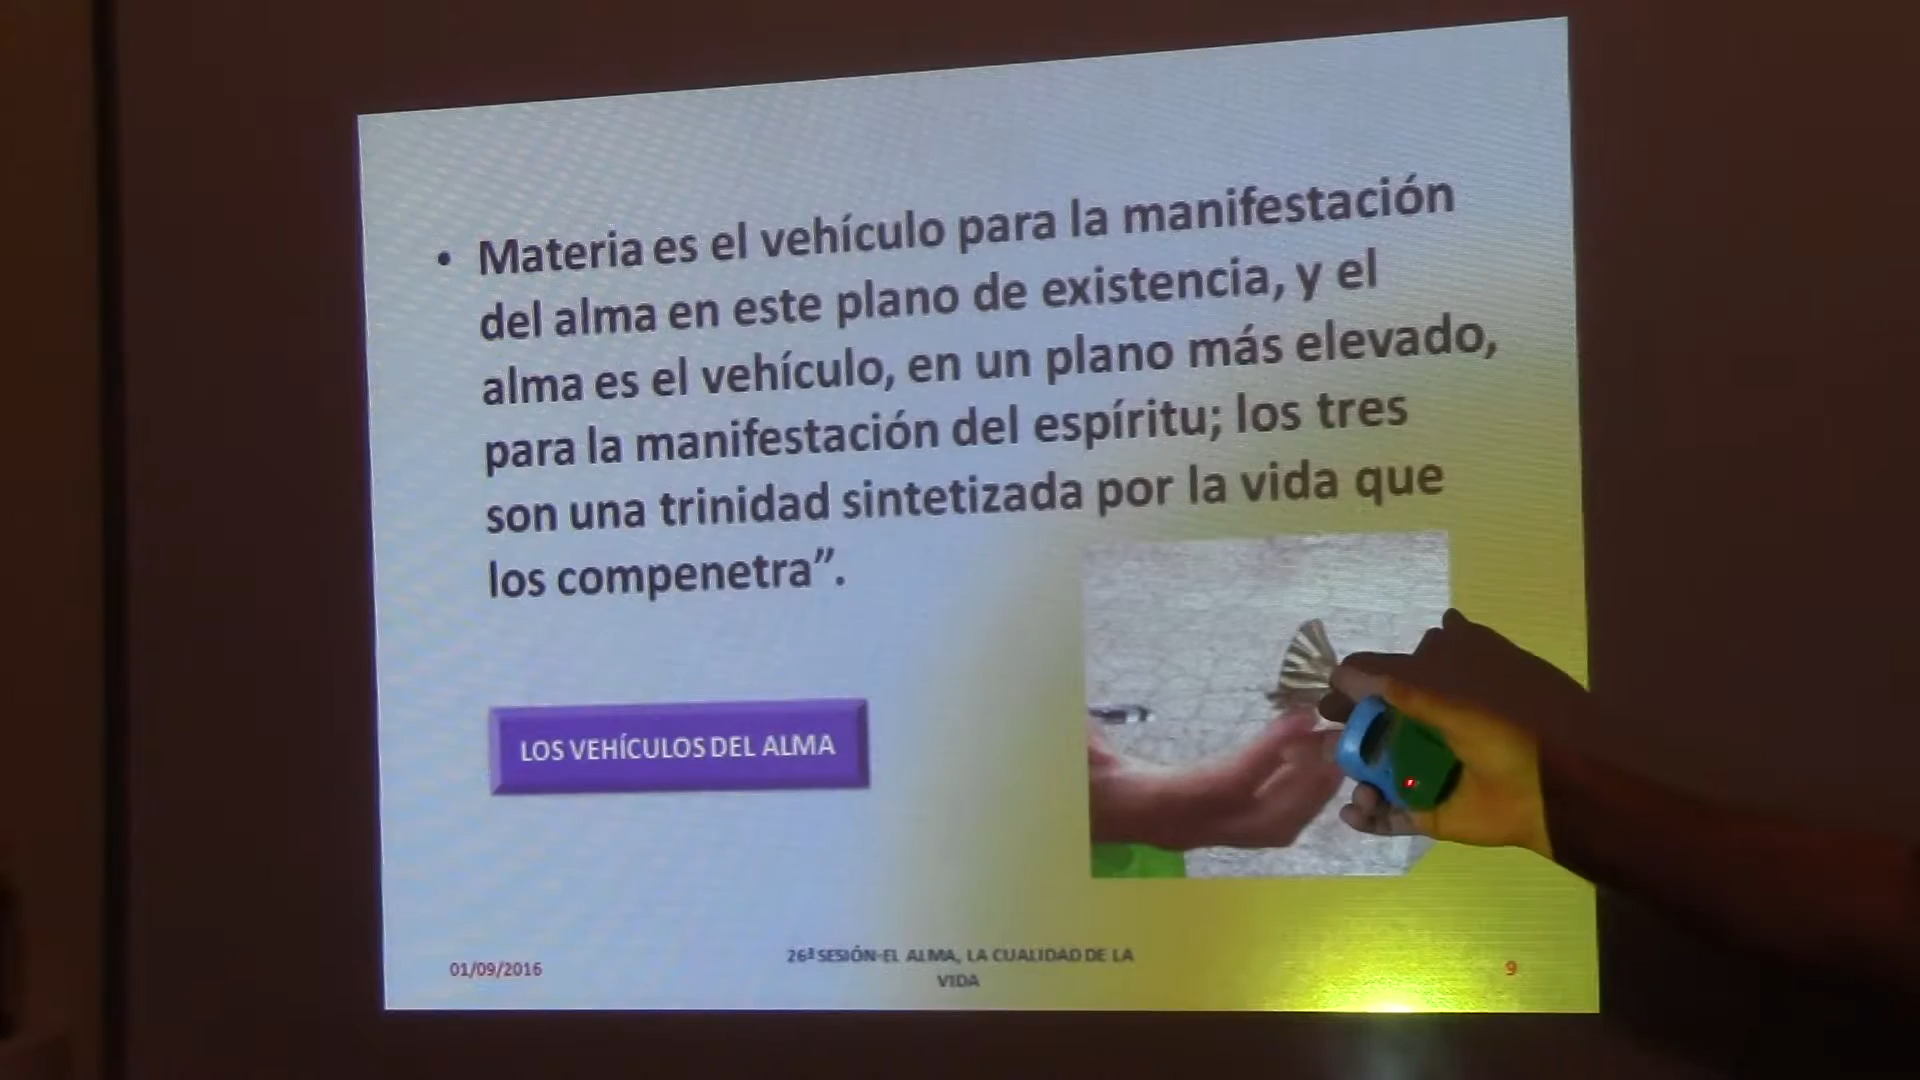 • Materia es el vehículo para la manifestación
del alma en este plano de existencia, y el
alma es el vehículo, en un plano más elevado,
para la manifestación del espíritu; los tres
son una trinidad sintetizada por la vida que
los compenetra”.
LOS VEHÍCULOS DEL ALMA
01/09/2016
26ª SESIÓN-EL ALMA, LA CUALIDAD DE LA
VIDA
9